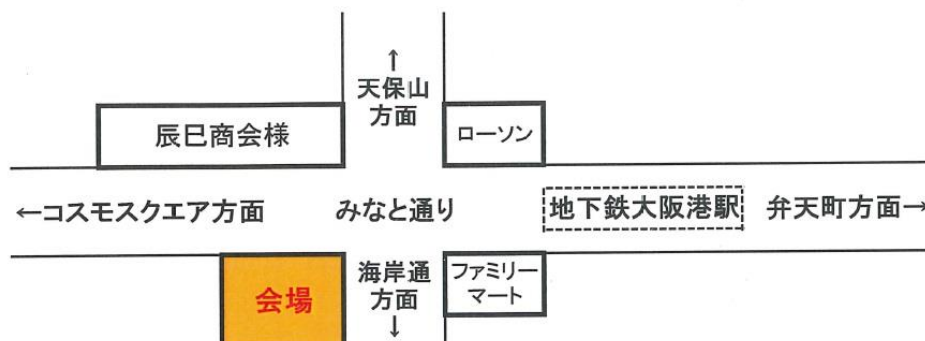 ↑
天保山
方面
辰巳商会様
ローソン
←コスモスクエア方面
みなと通り
地下鉄大阪港駅
弁天町方面→
会場
海岸通
方面
↓
ファミリー
マート